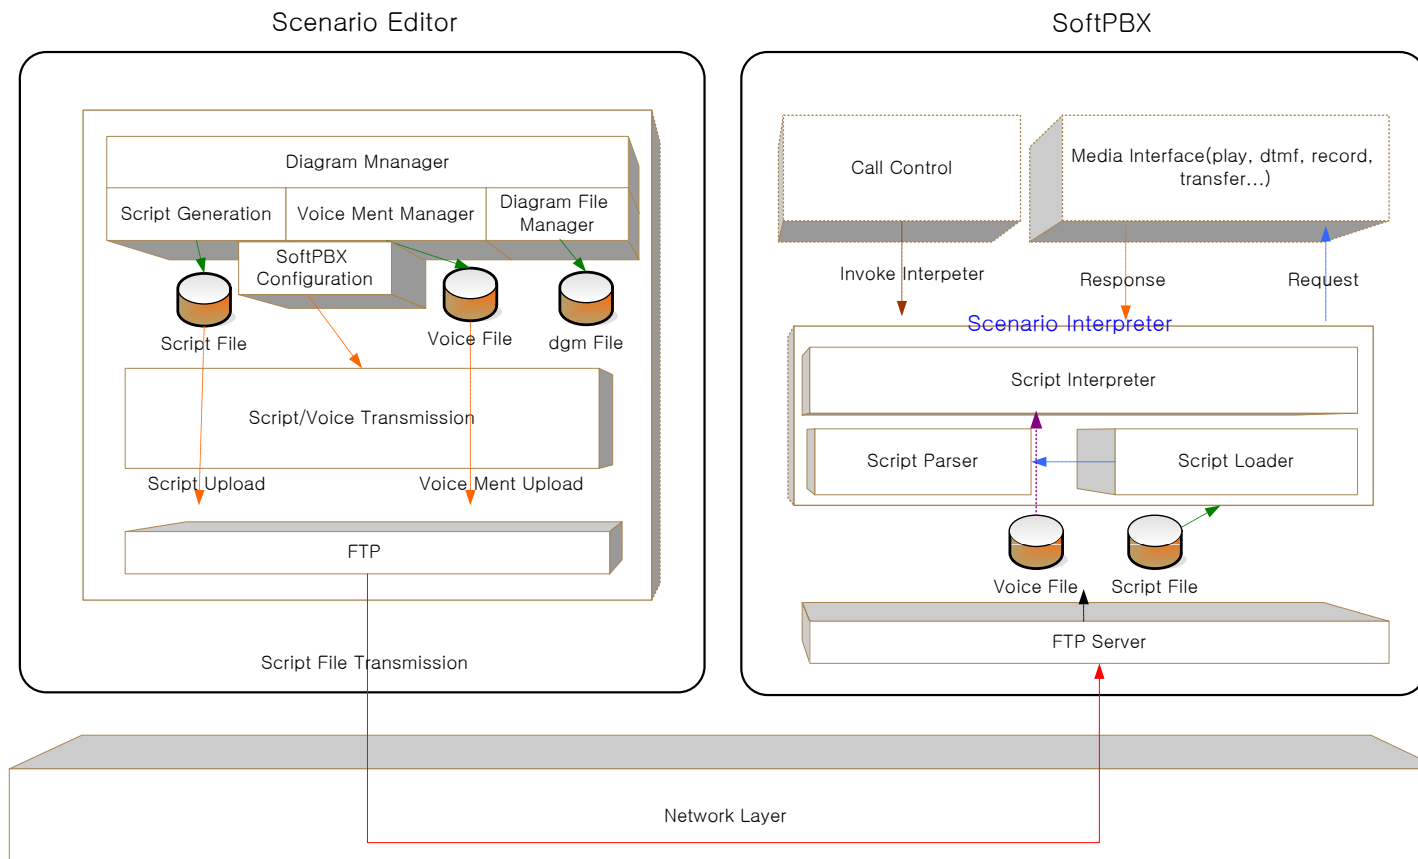 Scenario Editor
SoftPBX
Diagram Mnanager
Script Generation
Voice Ment Manager
Diagram File
Manager
SoftPBX
Configuration
Script File
Voice File
dgm File
Script/Voice Transmission
Script Upload
Voice Ment Upload
FTP
Script File Transmission
Call Control
Media Interface(play, dtmf, record,
transfer...)
Invoke Interpeter
Response
Request
Scenario Interpreter
Script Interpreter
Script Parser
Script Loader
Voice File
Script File
FTP Server
Network Layer